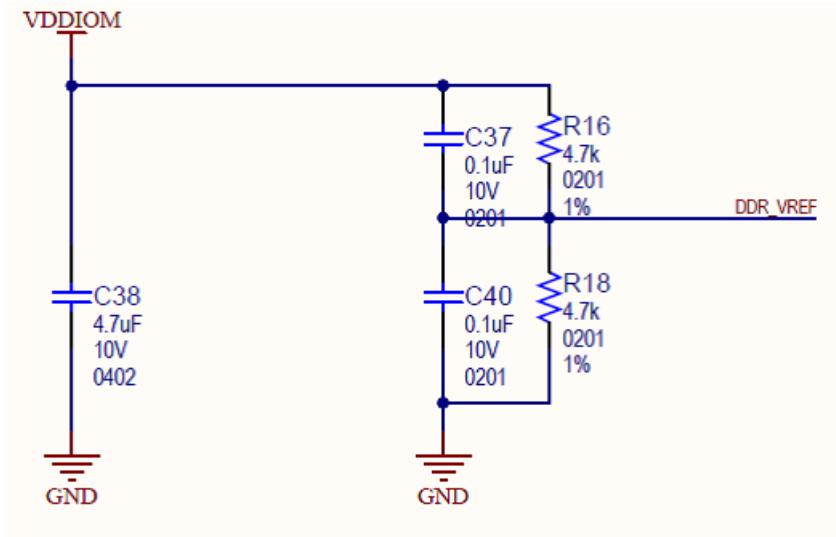 VDDIOM
C37
0.1uF
10V
0201
R16
4.7k
0201
1%
DDR_VREF
C38
4.7uF
10V
0402
C40
0.1uF
10V
0201
R18
4.7k
0201
1%
GND
GND